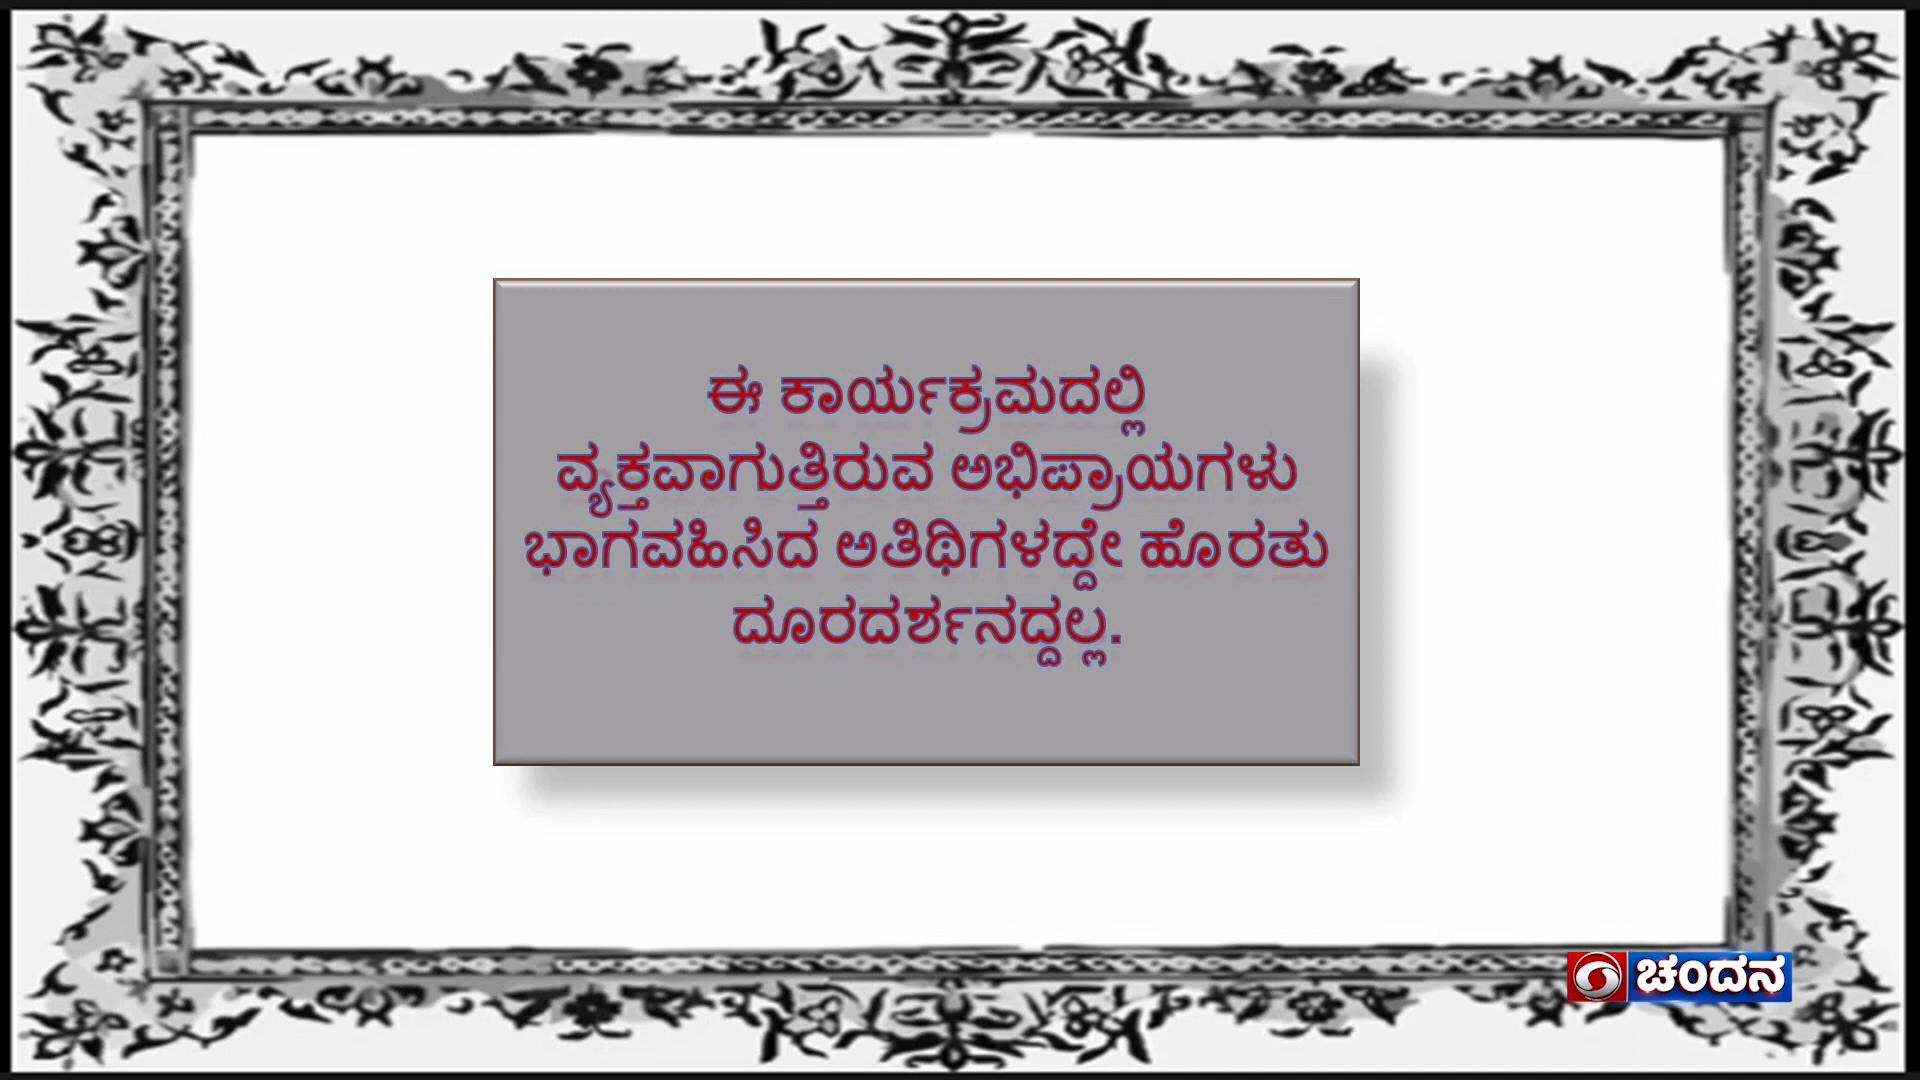 ಈ ಕಾರ್ಯಕ್ರಮದಲ್ಲಿ
ವ್ಯಕ್ತವಾಗುತ್ತಿರುವ ಅಭಿಪ್ರಾಯಗಳು
ಭಾಗವಹಿಸಿದ ಅತಿಥಿಗಳದ್ದೇ ಹೊರತು
ದೂರದರ್ಶನದ್ದಲ್ಲ.
ಚಂದನ